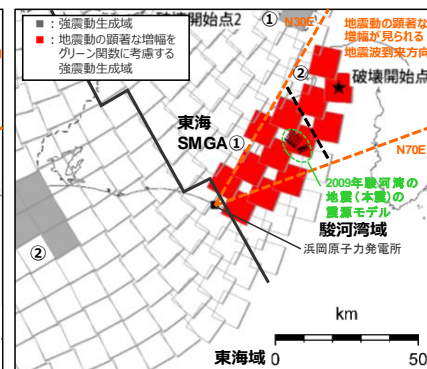 ■：強震動生成域
■：地震動の顕著な増幅を
グリーン関数に考慮する
強震動生成域
破壊開始点2
①
N30E
地震動の顕著な
増幅が見られる
地震波到来方向
②
破壊開始点
東海
SMGA①
N70E
2009年駿河湾の
地震（本震）の
震源モデル
駿河湾域
浜岡原子力発電所
②
km
東海域
0
50